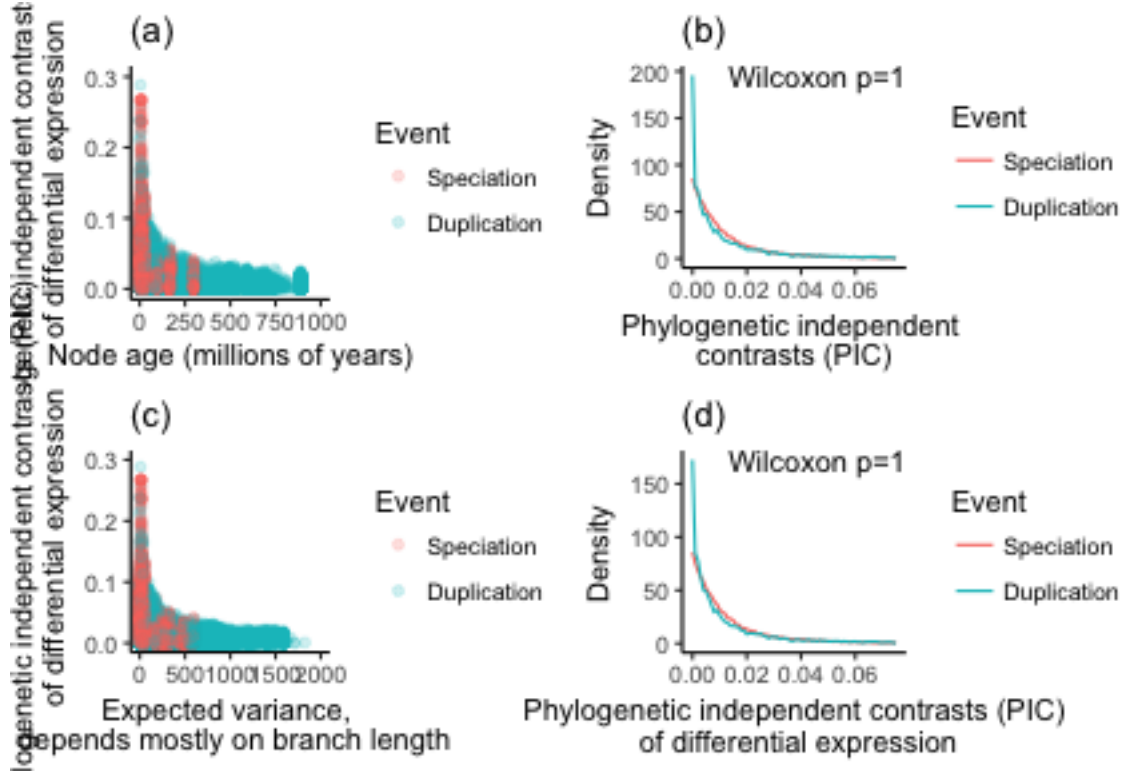 (a)
independent contrast
of differential expression
0.3
0.2
0.1
0.0
0 250 500 750 1000
Node age (millions of years)
Event
Speciation
Duplication
(b)
Wilcoxon p=1
Density
200
150
100
50
0
0.00 0.02 0.04 0.06
Phylogenetic independent
contrasts (PIC)
Event
Speciation
Duplication
(c)
logenetic independent contrasts
of differential expression
0.3
0.2
0.1
0.0
0 500 1000 1500 2000
Expected variance,
depends mostly on branch length
Event
Speciation
Duplication
(d)
Wilcoxon p=1
Density
150
100
50
0
0.00 0.02 0.04 0.06
Phylogenetic independent contrasts (PIC)
of differential expression
Event
Speciation
Duplication